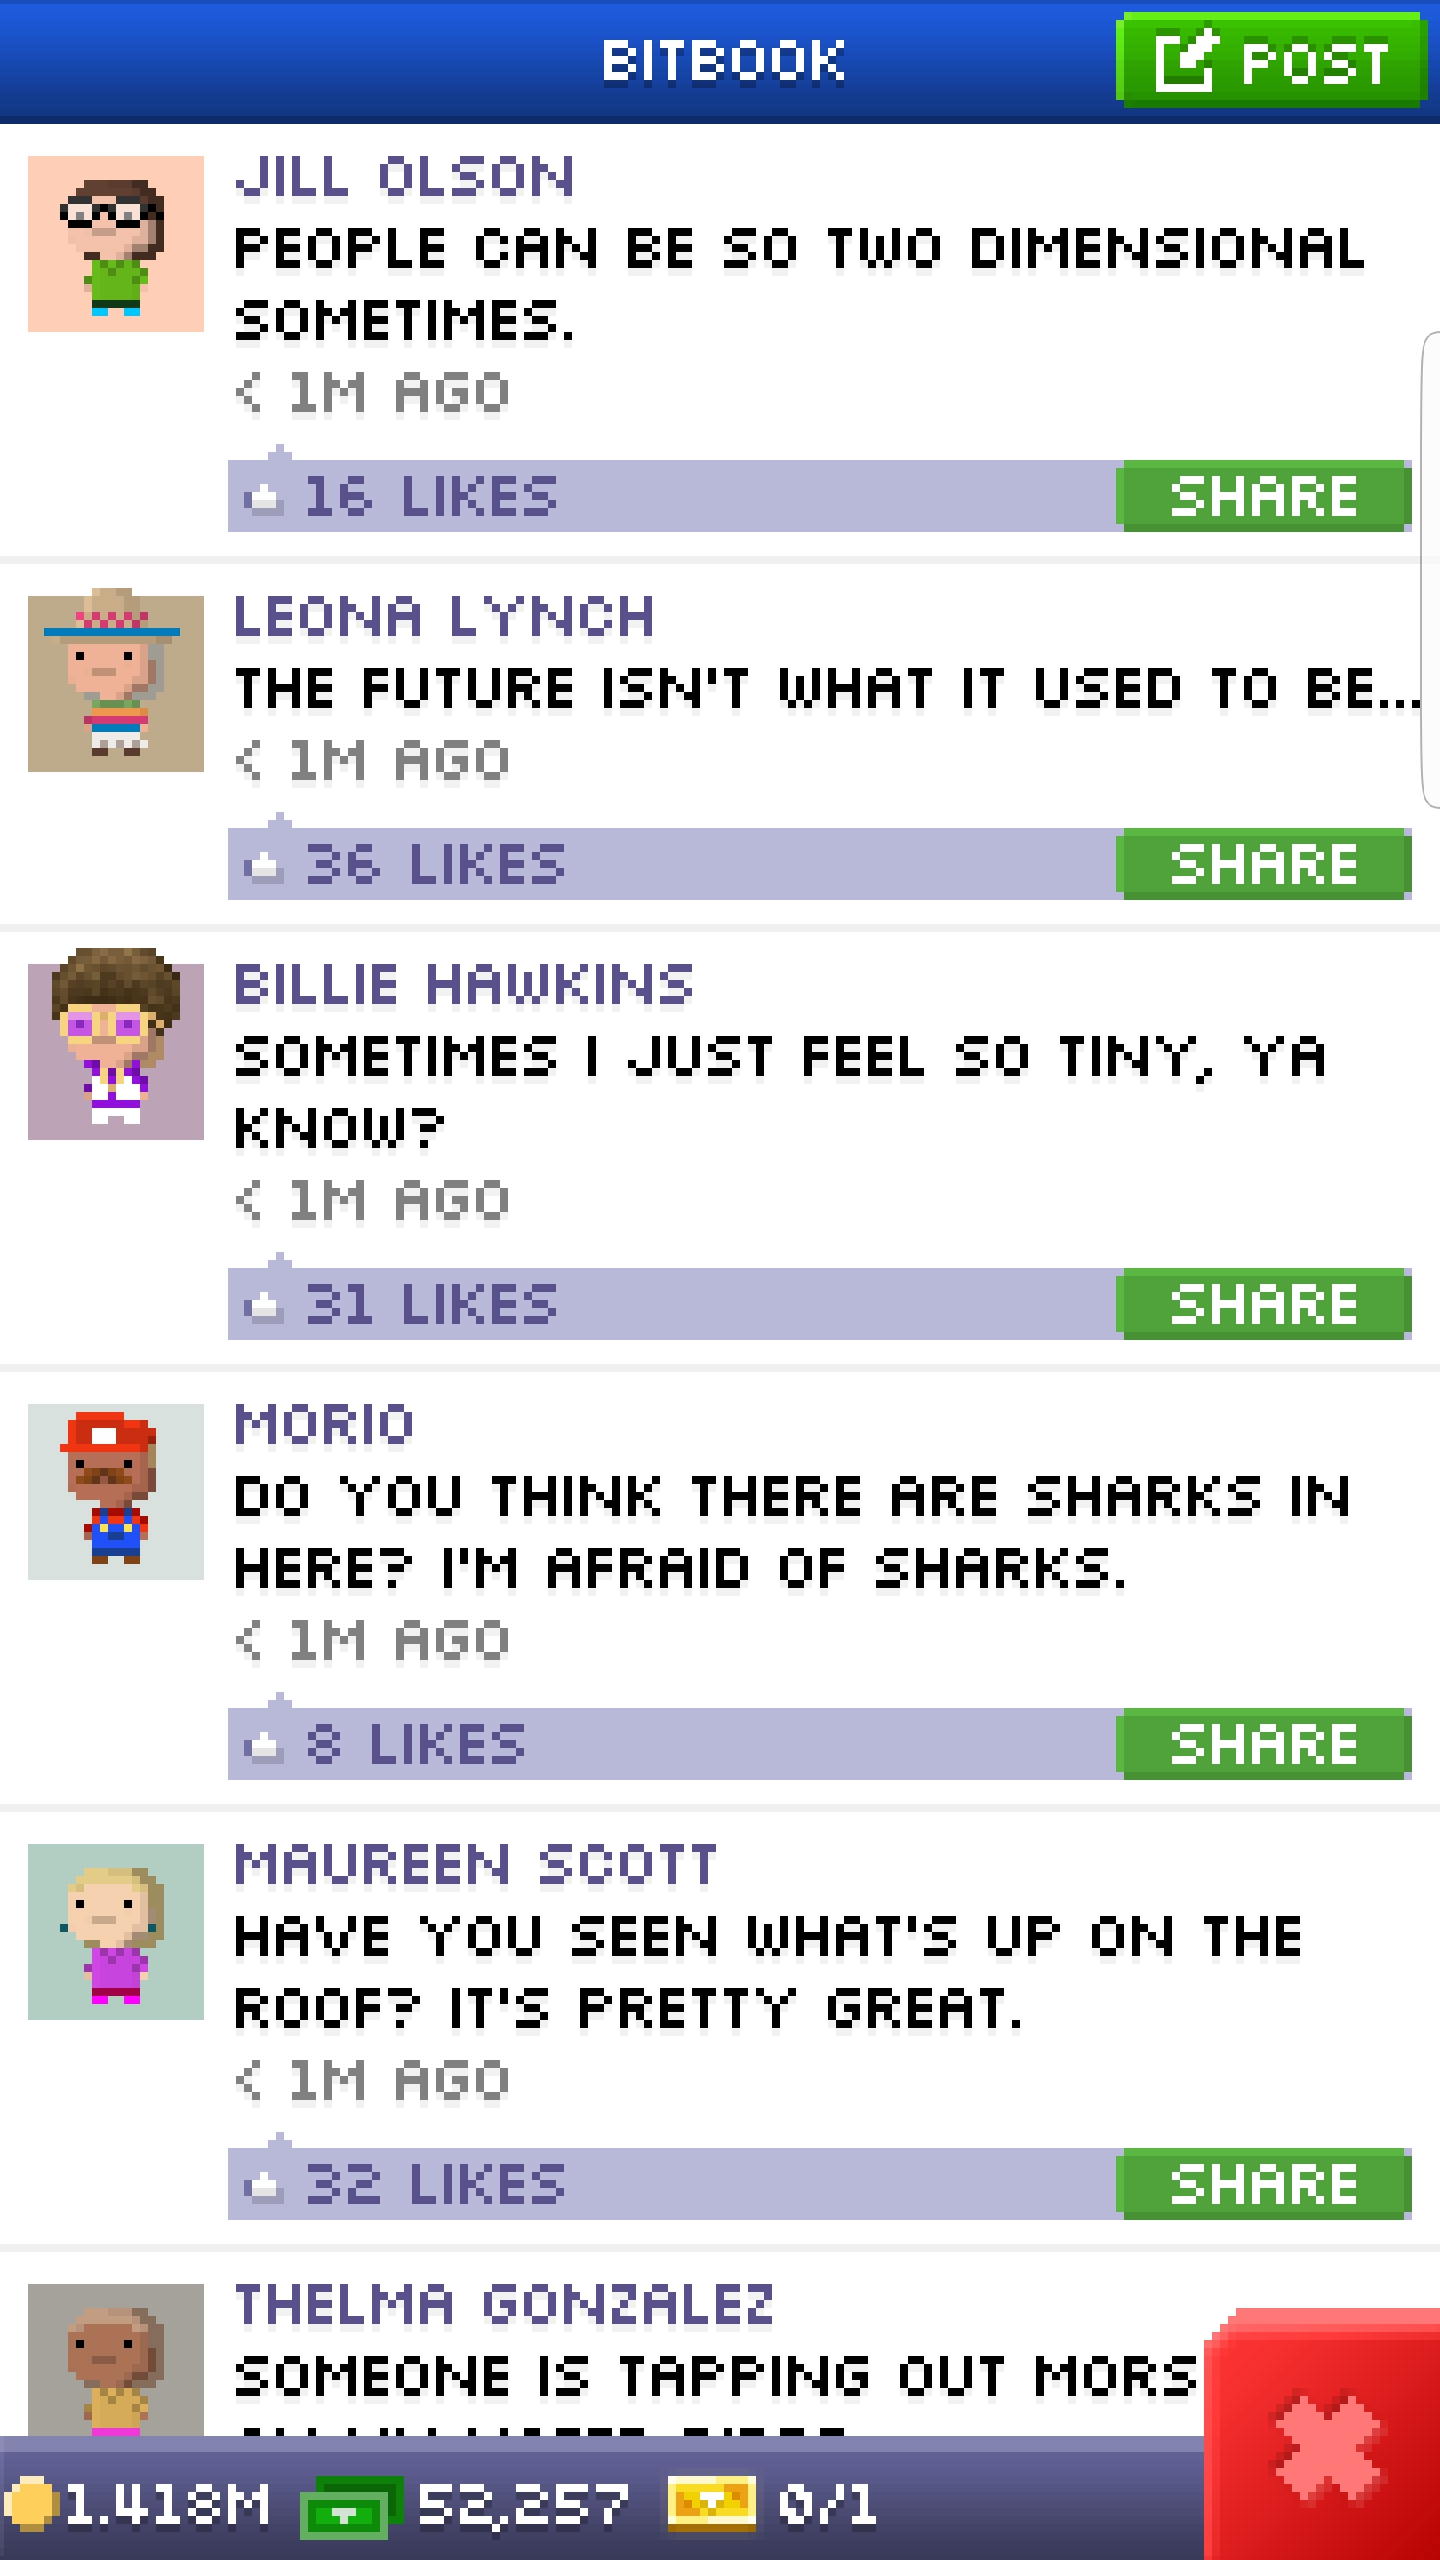 BITBOOK
POST
JILL OLSON
PEOPLE CAN BE SO TWO DIMENSIONAL
SOMETIMES.
< 1M AGO
16 LIKES
SHARE
LEONA LYNCH
THE FUTURE ISN'T WHAT IT USED TO BE...
< 1M AGO
36 LIKES
SHARE
BILLIE HAWKINS
SOMETIMES I JUST FEEL SO TINY, YA
KNOW?
< 1M AGO
31 LIKES
SHARE
MORIO
DO YOU THINK THERE ARE SHARKS IN
HERE? I'M AFRAID OF SHARKS.
< 1M AGO
8 LIKES
SHARE
MAUREEN SCOTT
HAVE YOU SEEN WHAT'S UP ON THE
ROOF? IT'S PRETTY GREAT.
< 1M AGO
32 LIKES
SHARE
THELMA GONZALEZ
SOMEONE IS TAPPING OUT MORS
1.418M
52,257
0/1